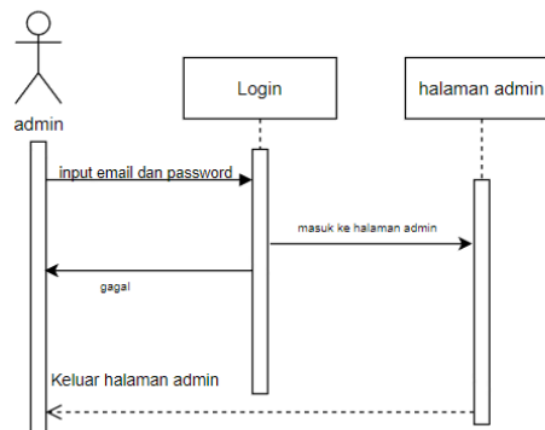 Login
halaman admin
admin
input email dan password
masuk ke halaman admin
gagal
Keluar halaman admin